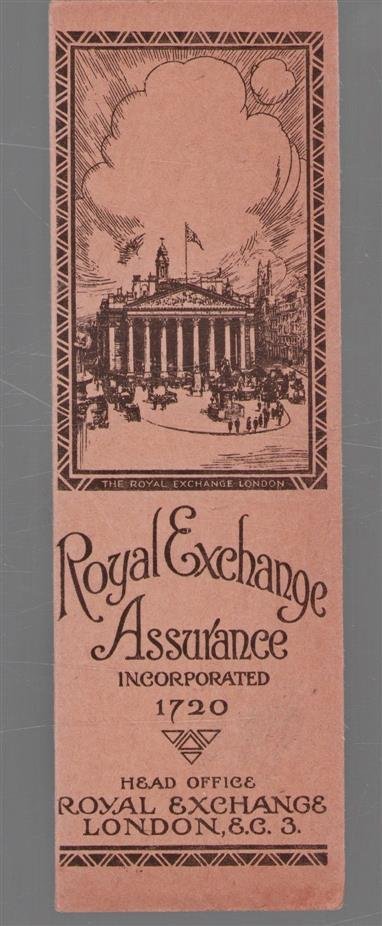 THE ROYAL EXCHANGE LONDON
Royal Exchange
Assurance
INCORPORATED
1720
HEAD OFFICE
ROYAL EXCHANGE
LONDON, E.C. 3.